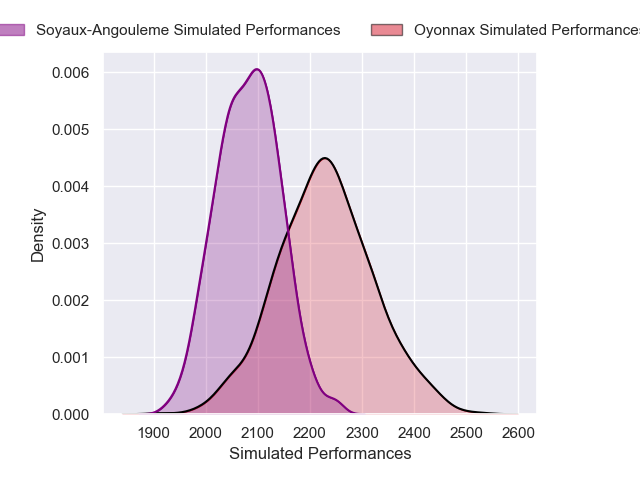 Soyaux-Angouleme Simulated Performances
Oyonnax Simulated Performances
0.006
0.005
0.004
0.003
0.002
0.001
0.000
Density
1900 2000 2100 2200 2300 2400 2500 2600
Simulated Performances